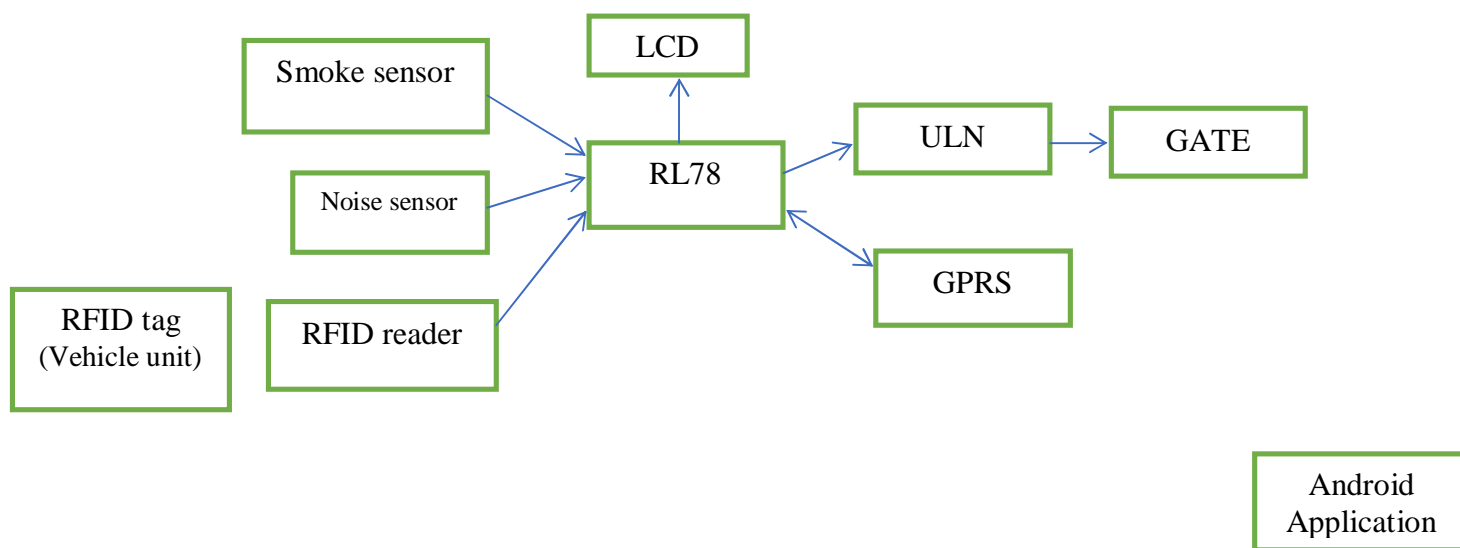 LCD
Smoke sensor
ULN
GATE
RL78
Noise sensor
GPRS
RFID tag
(Vehicle unit)
RFID reader
Android
Application